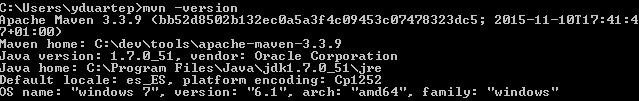 C:\Users\yduartep>mvn -version
Apache Maven 3.3.9 (bb52d8502b132ec0a5a3f4c09453c07478323dc5; 2015-11-10T17:41:4
7+01:00)
Maven home: C:\dev\tools\apache-maven-3.3.9
Java version: 1.7.0_51, vendor: Oracle Corporation
Java home: C:\Program Files\Java\jdk1.7.0_51\jre
Default locale: es_ES, platform encoding: Cp1252
OS name: "windows 7", version: "6.1", arch: "amd64", family: "windows"